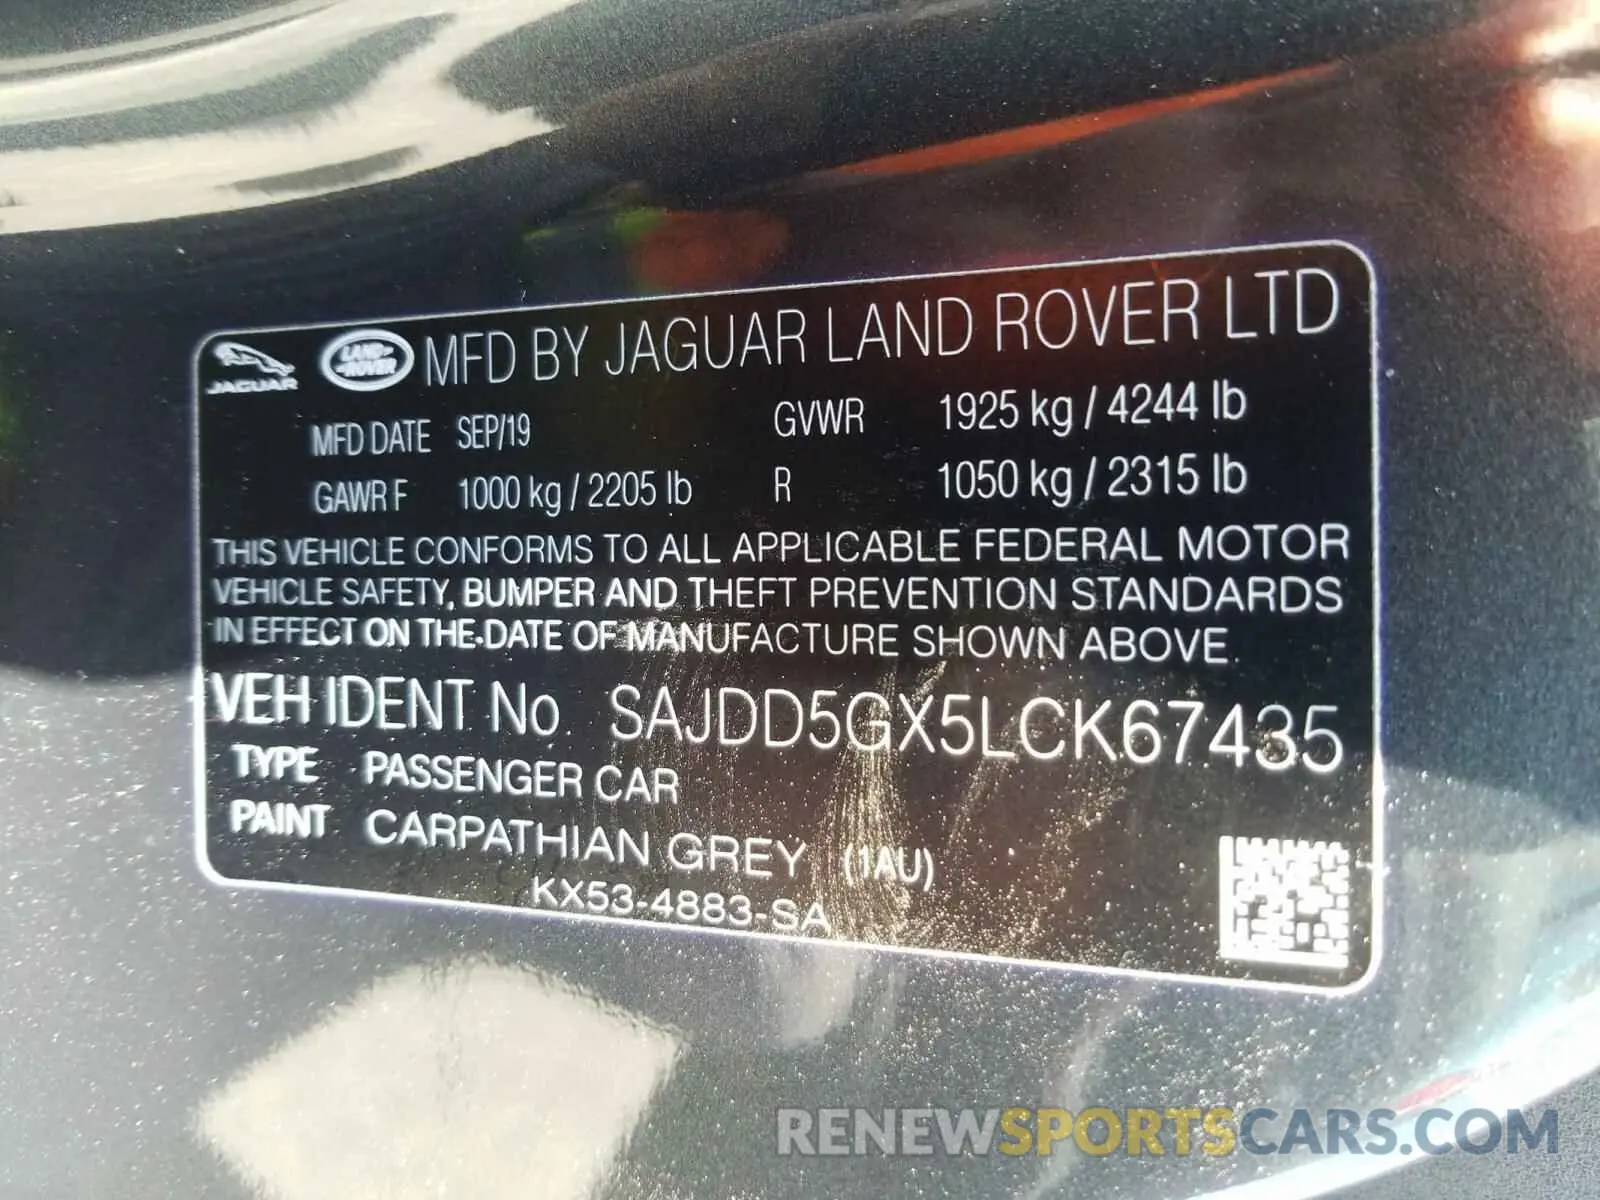 JAGUAR LAND ROVER MFD BY JAGUAR LAND ROVER LTD
MFD DATE SEP/19 GVWR 1925 kg / 4244 lb
GAWR F 1000 kg / 2205 lb R 1050 kg / 2315 lb
THIS VEHICLE CONFORMS TO ALL APPLICABLE FEDERAL MOTOR
VEHICLE SAFETY, BUMPER AND THEFT PREVENTION STANDARDS
IN EFFECT ON THE DATE OF MANUFACTURE SHOWN ABOVE.
VEH IDENT No. SAJDD5GX5LCK67435
TYPE PASSENGER CAR
PAINT CARPATHIAN GREY (1AU)
KX53-4883-SA
RENEWSPORTSCARS.COM